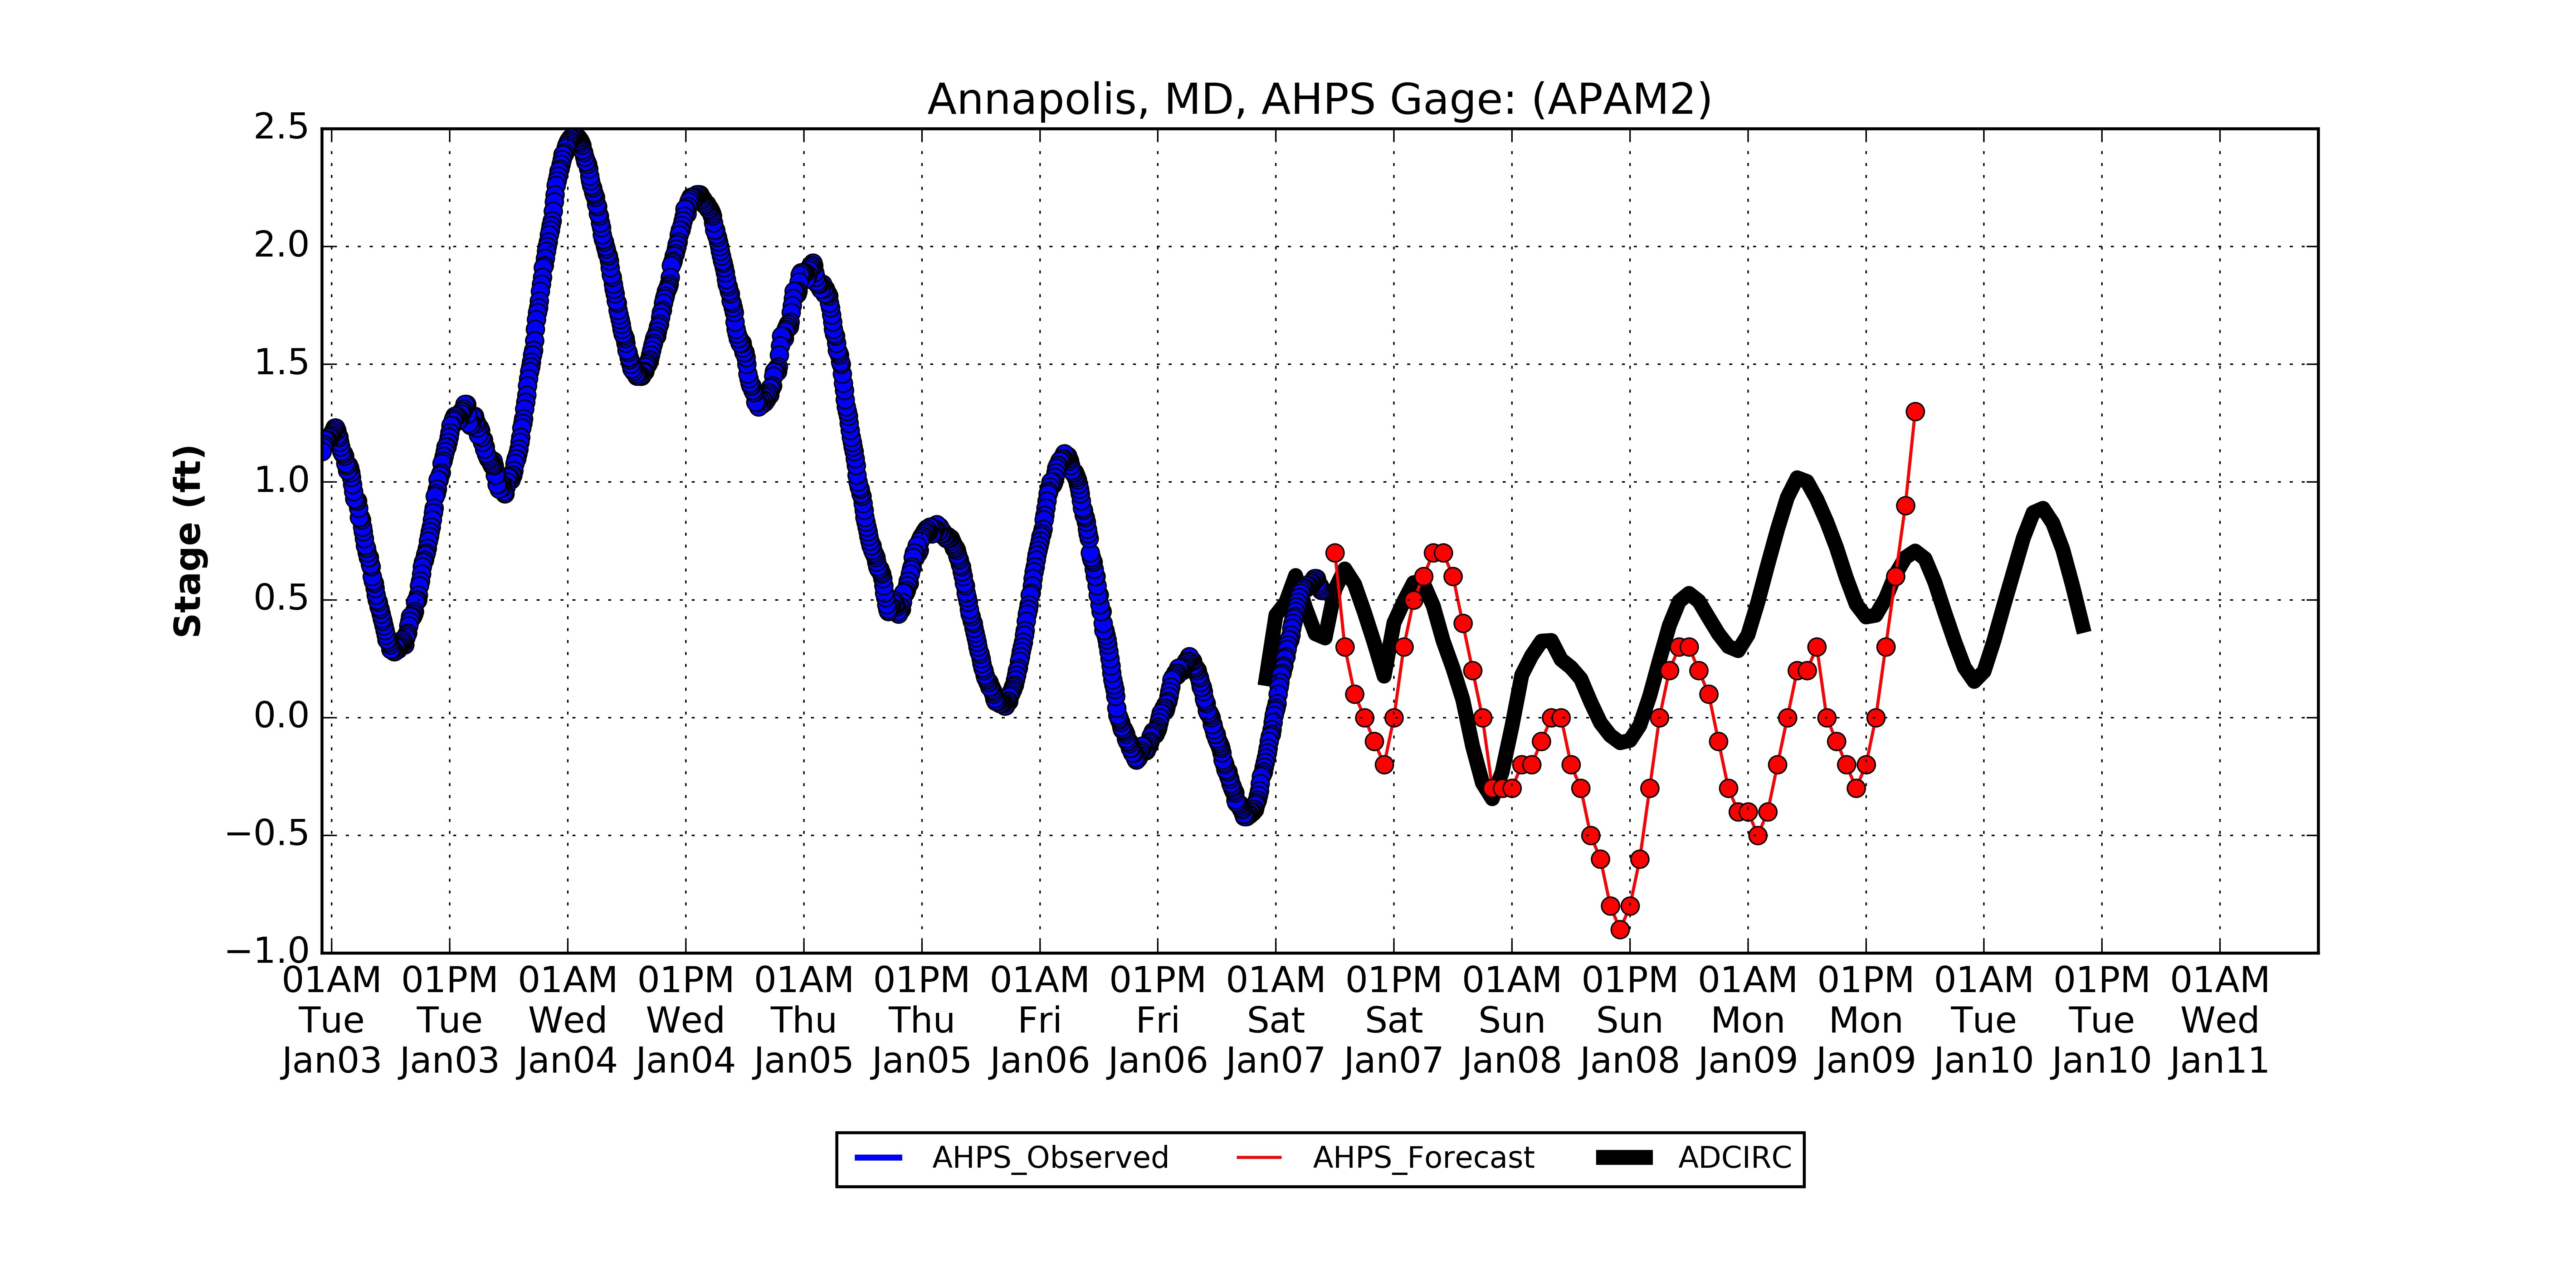 Annapolis, MD, AHPS Gage: (APAM2)
Stage (ft)
2.5
2.0
1.5
1.0
0.5
0.0
−0.5
−1.0
01AM 01PM 01AM 01PM 01AM 01PM 01AM 01PM 01AM 01PM 01AM 01PM 01AM 01PM 01AM 01PM 01AM
Tue Tue Wed Wed Thu Thu Fri Fri Sat Sat Sun Sun Mon Mon Tue Tue Wed
Jan03 Jan03 Jan04 Jan04 Jan05 Jan05 Jan06 Jan06 Jan07 Jan07 Jan08 Jan08 Jan09 Jan09 Jan10 Jan10 Jan11
AHPS_Observed AHPS_Forecast ADCIRC